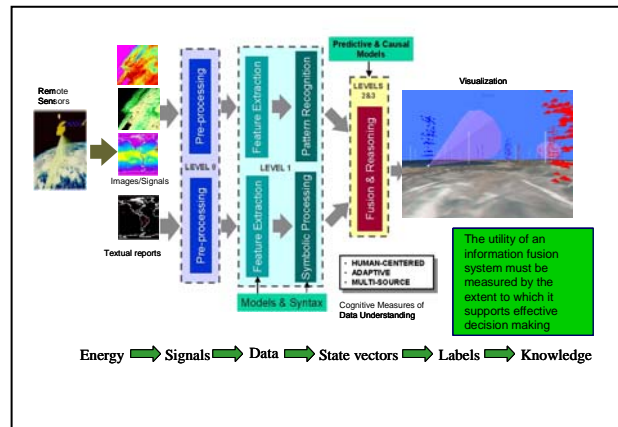 Remote
Sensors
Images/Signals
Textual reports
Pre-processing
LEVEL 0
Pre-processing
Feature Extraction
Pattern Recognition
LEVEL 1
Feature Extraction
Symbolic Processing
Models & Syntax
Predictive & Causal
Models
LEVELS
2&3
Fusion & Reasoning
Visualization
• HUMAN-CENTERED
• ADAPTIVE
• MULTI-SOURCE
Cognitive Measures of
Data Understanding
The utility of an
information fusion
system must be
measured by the
extent to which it
supports effective
decision making
Energy Signals Data State vectors Labels Knowledge